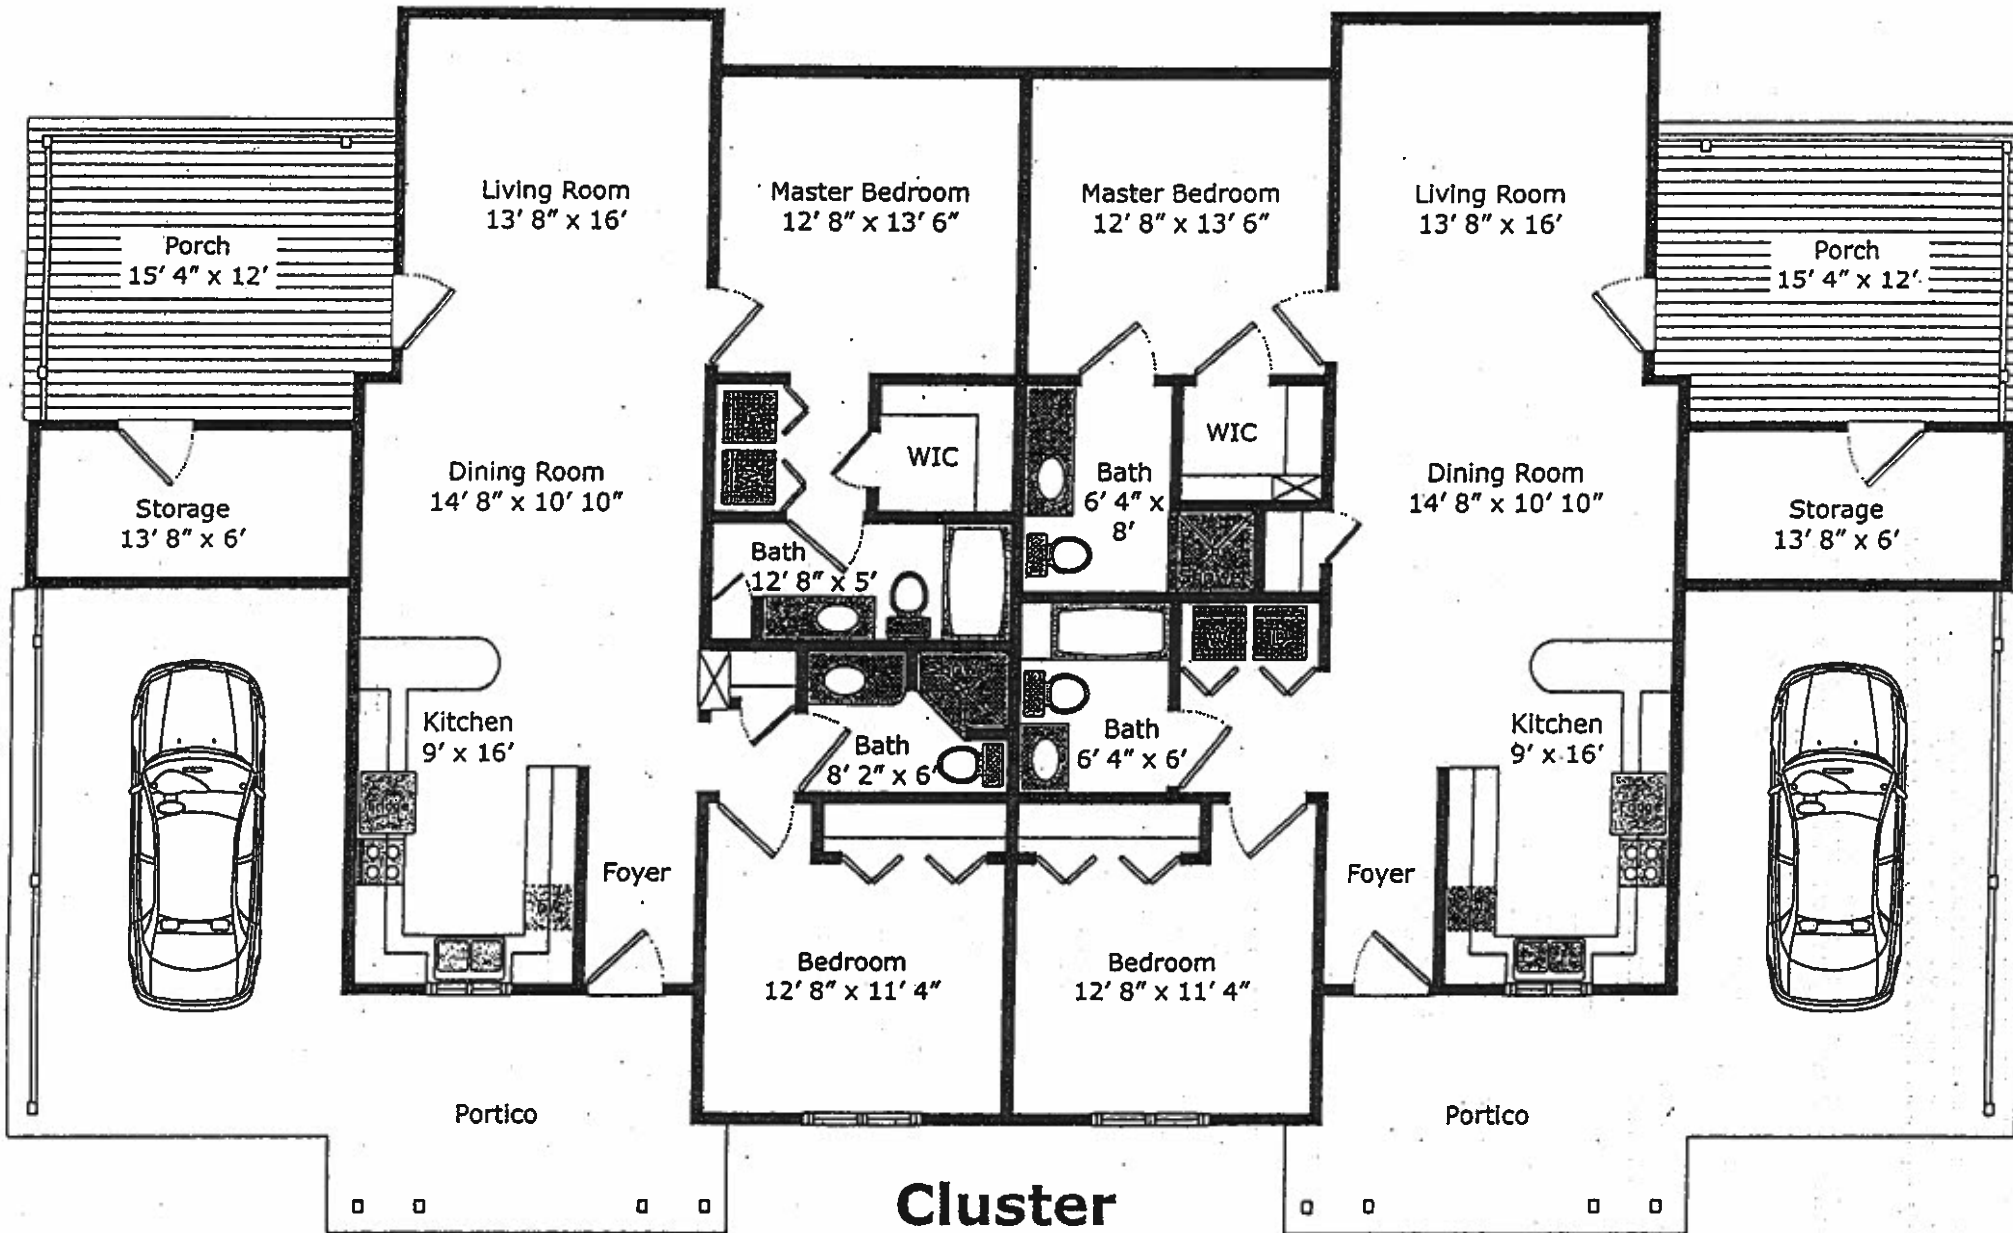 Living Room
13' 8" x 16'
Master Bedroom
12' 8" x 13' 6"
Master Bedroom
12' 8" x 13' 6"
Living Room
13' 8" x 16'
Porch
15' 4" x 12'
Porch
15' 4" x 12'
Dining Room
14' 8" x 10' 10"
WIC
Bath
6' 4" x
8'
WIC
Dining Room
14' 8" x 10' 10"
Storage
13' 8" x 6'
Storage
13' 8" x 6'
Bath
12' 8" x 5'
Shower
Kitchen
9' x 16'
Bath
8' 2" x 6'
Bath
6' 4" x 6'
W
D
Kitchen
9' x 16'
Fridge
Foyer
Foyer
Bedroom
12' 8" x 11' 4"
Bedroom
12' 8" x 11' 4"
Portico
Portico
Cluster